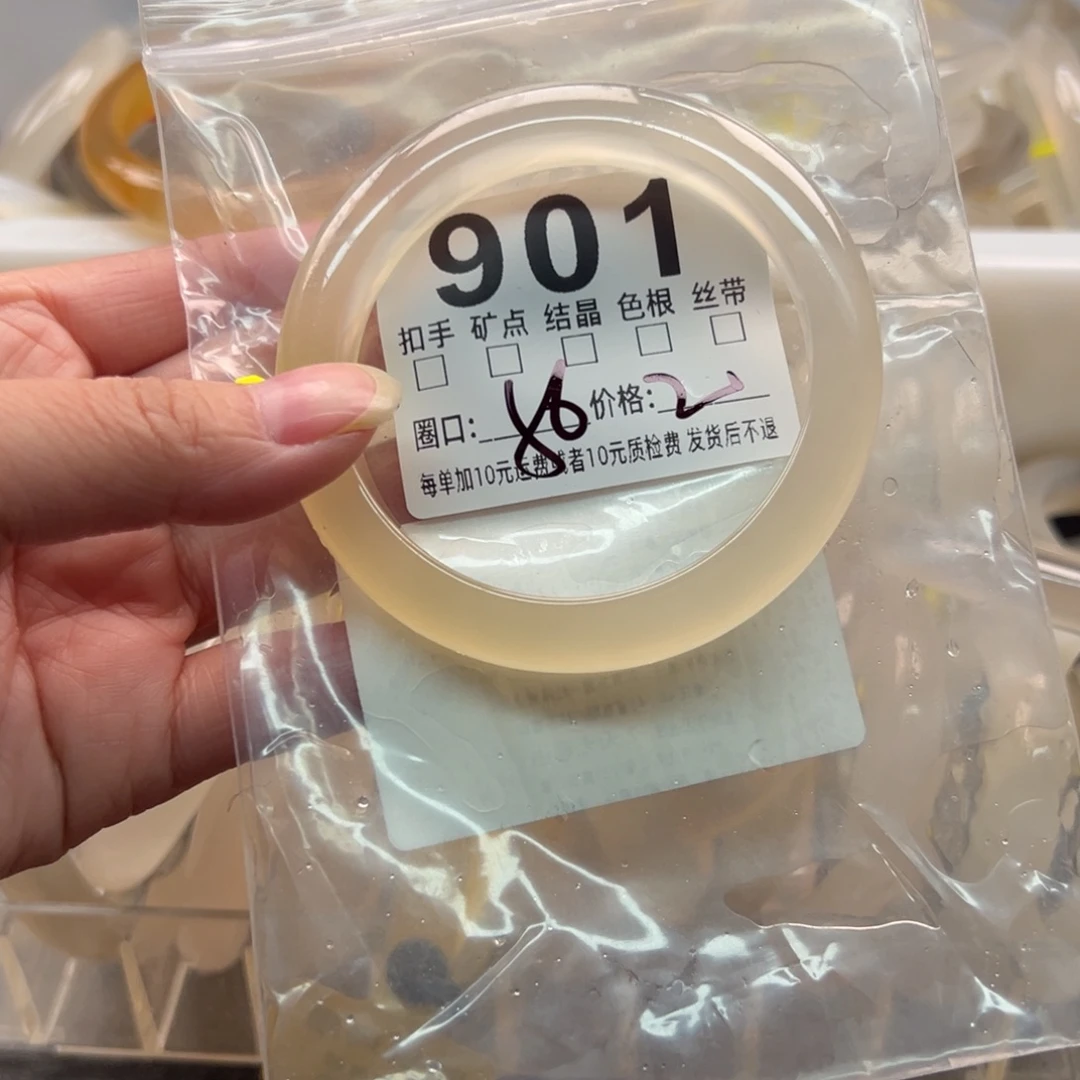 901
扣手 矿点 结晶 色根 丝带
圈口: 价格:2
每单加10元运费或者10元质检费 发货后不退